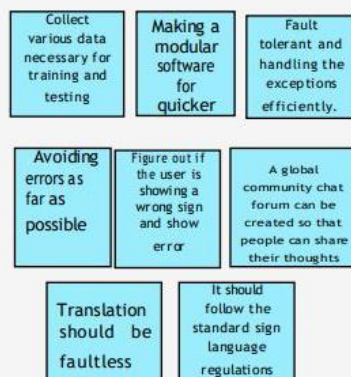 Collect
various data
necessary for
training and
testing
Making a
modular
software
for
quicker
Fault
tolerant and
handling the
exceptions
efficiently.
Avoiding
errors as
far as
possible
Figure out if
the user is
showing a
wrong sign
and show
error
A global
community chat
forum can be
created so that
people can share
their thoughts
Translation
should be
faultless
It should
follow the
standard sign
language
regulations